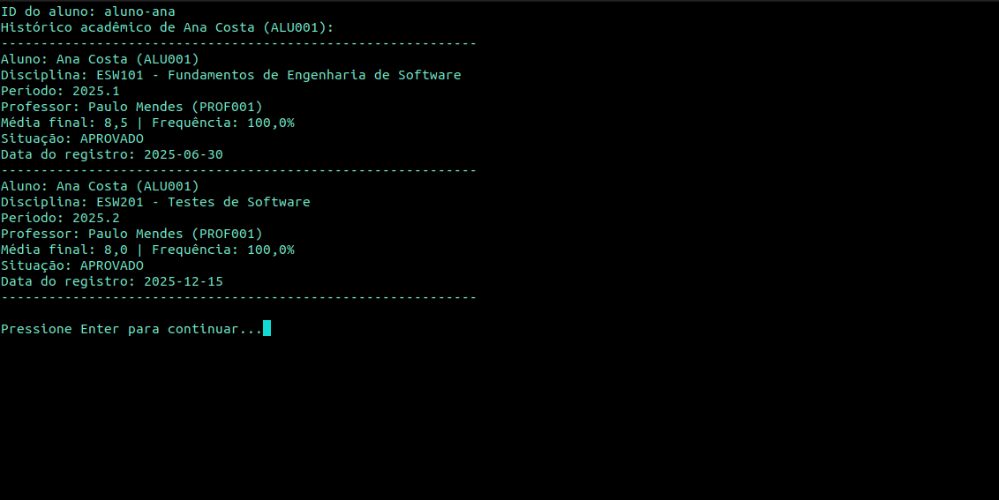 ID do aluno: aluno-ana
Histórico acadêmico de Ana Costa (ALU001):
------------------------------------------------------------
Aluno: Ana Costa (ALU001)
Disciplina: ESW101 - Fundamentos de Engenharia de Software
Período: 2025.1
Professor: Paulo Mendes (PROF001)
Média final: 8,5 | Frequência: 100,0%
Situação: APROVADO
Data do registro: 2025-06-30
------------------------------------------------------------
Aluno: Ana Costa (ALU001)
Disciplina: ESW201 - Testes de Software
Período: 2025.2
Professor: Paulo Mendes (PROF001)
Média final: 8,0 | Frequência: 100,0%
Situação: APROVADO
Data do registro: 2025-12-15
------------------------------------------------------------
Pressione Enter para continuar...